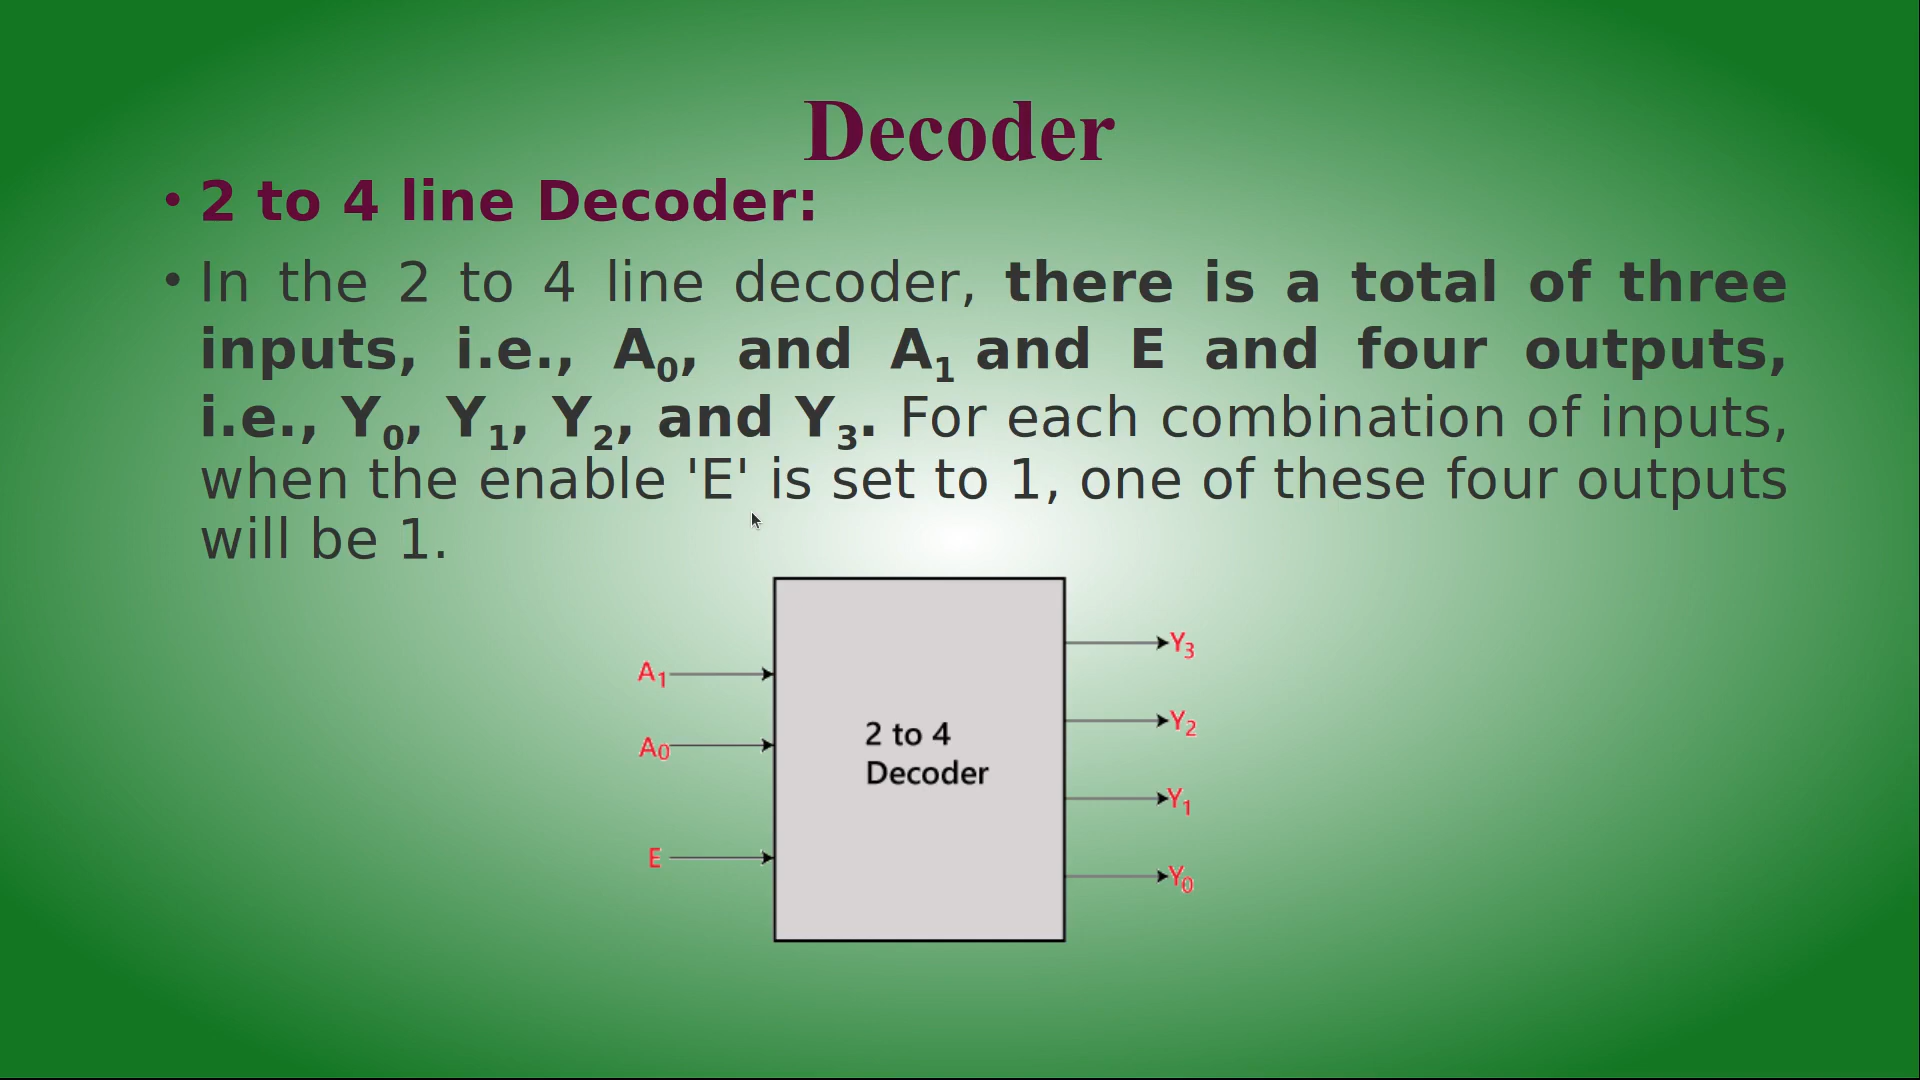 Decoder
• 2 to 4 line Decoder:
• In the 2 to 4 line decoder, there is a total of three
inputs, i.e., A₀, and A₁ and E and four outputs,
i.e., Y₀, Y₁, Y₂, and Y₃. For each combination of inputs,
when the enable 'E' is set to 1, one of these four outputs
will be 1.
Y₃
A₁
Y₂
2 to 4
A₀
Decoder
Y₁
E
Y₀